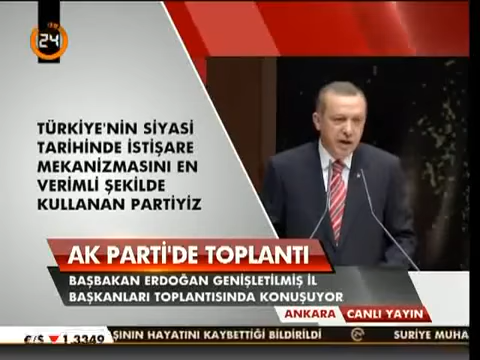 24
TÜRKİYE'NİN SİYASİ
TARİHİNDE İSTİŞARE
MEKANİZMASINI EN
VERİMLİ ŞEKİLDE
KULLANAN PARTİYİZ
AK PARTİ'DE TOPLANTI
BAŞBAKAN ERDOĞAN GENİŞLETİLMİŞ İL
BAŞKANLARI TOPLANTISINDA KONUŞUYOR
ANKARA CANLI YAYIN
€/$ 1,3349 ŞININ HAYATINI KAYBETTİĞİ BİLDİRİLDİ SURİYE MUHA